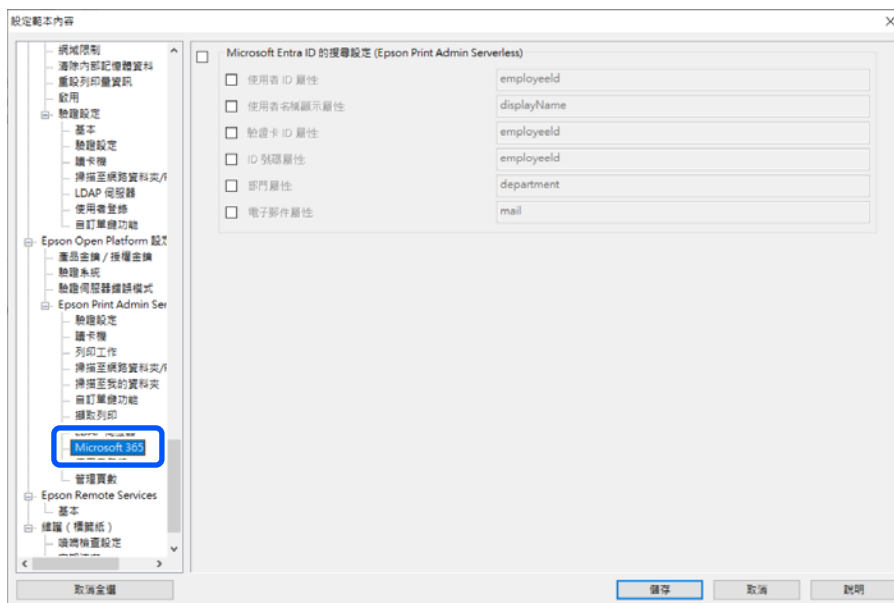 設定範本內容
網域限制
清除內部記憶體資料
重設列印量資訊
啟用
驗證設定
基本
驗證設定
讀卡機
掃描至網路資料夾/F
LDAP 伺服器
使用者登錄
自訂單鍵功能
Epson Open Platform 設定
產品金鑰 / 授權金鑰
驗證系統
驗證伺服器錯誤模式
Epson Print Admin Ser
驗證設定
讀卡機
列印工作
掃描至網路資料夾/F
掃描至我的資料夾
自訂單鍵功能
擷取列印
LDAP 伺服器
Microsoft 365
管理頁數
Epson Remote Services
基本
維護 ( 標籤紙 )
噴嘴檢查設定
Microsoft Entra ID 的搜尋設定 (Epson Print Admin Serverless)
使用者 ID 屬性 employeeId
使用者名稱顯示屬性 displayName
驗證卡 ID 屬性 employeeId
ID 號碼屬性 employeeId
部門屬性 department
電子郵件屬性 mail
取消全選
儲存 取消 說明